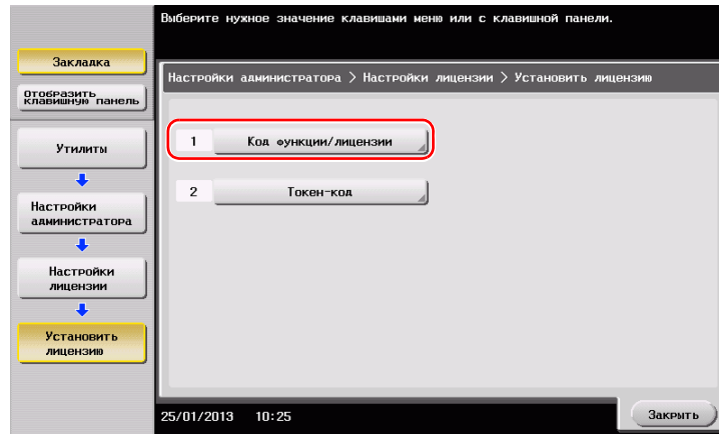 Выберите нужное значение клавишами меню или с клавишной панели.
Закладка
Отобразить
клавишную панель
Утилиты
Настройки
администратора
Настройки
лицензии
Установить
лицензию
Настройки администратора > Настройки лицензии > Установить лицензию
1 Код функции/лицензии
2 Токен-код
25/01/2013 10:25
Закрыть